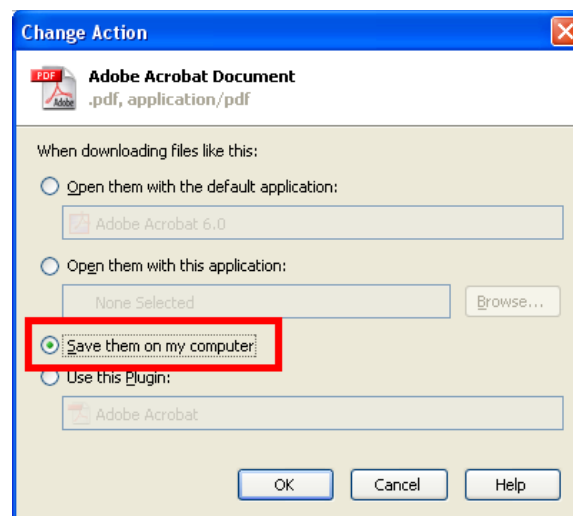 Change Action
PDF
Adobe
Adobe Acrobat Document
.pdf, application/pdf
When downloading files like this:
Open them with the default application:
Adobe Acrobat 6.0
Open them with this application:
None Selected
Browse...
Save them on my computer
Use this Plugin:
Adobe Acrobat
OK Cancel Help